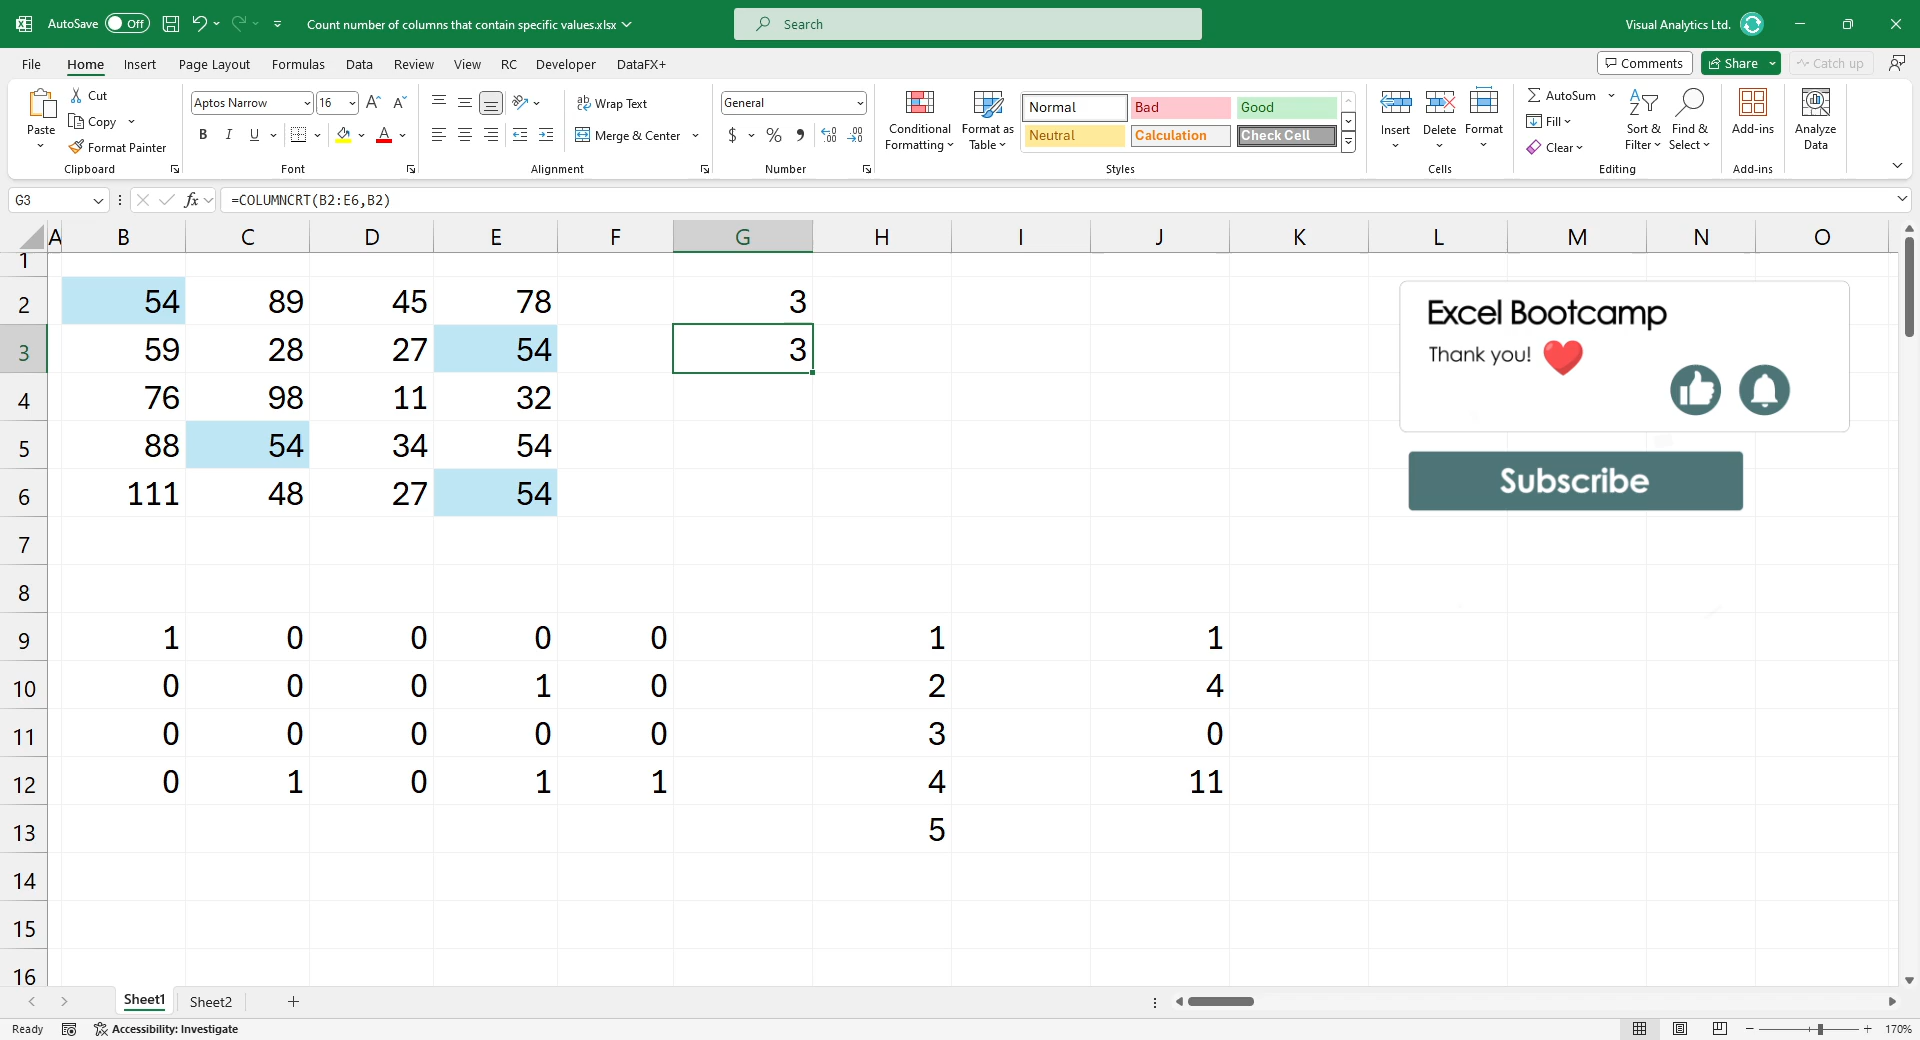 AutoSave Off Count number of columns that contain specific values.xlsx Search Visual Analytics Ltd.
File Home Insert Page Layout Formulas Data Review View RC Developer DataFX+ Comments Share Catch up
Paste Cut Copy Format Painter Clipboard
Aptos Narrow 16 B I U A Font
Wrap Text Merge & Center Alignment
General $ % Number
Conditional Formatting Format as Table Normal Bad Good Neutral Calculation Check Cell Styles
Insert Delete Format Cells
AutoSum Fill Clear Sort & Filter Find & Select Editing
Add-ins Add-ins
Analyze Data
G3 fx =COLUMNCRT(B2:E6,B2)
A B C D E F G H I J K L M N O
1
2 54 89 45 78 3
3 59 28 27 54 3
4 76 98 11 32
5 88 54 34 54
6 111 48 27 54
Excel Bootcamp
Thank you!
Subscribe
7
8
9 1 0 0 0 0 1 1
10 0 0 0 1 0 2 4
11 0 0 0 0 0 3 0
12 0 1 0 1 1 4 11
13 5
14
15
16
Sheet1 Sheet2
Ready Accessibility: Investigate 170%